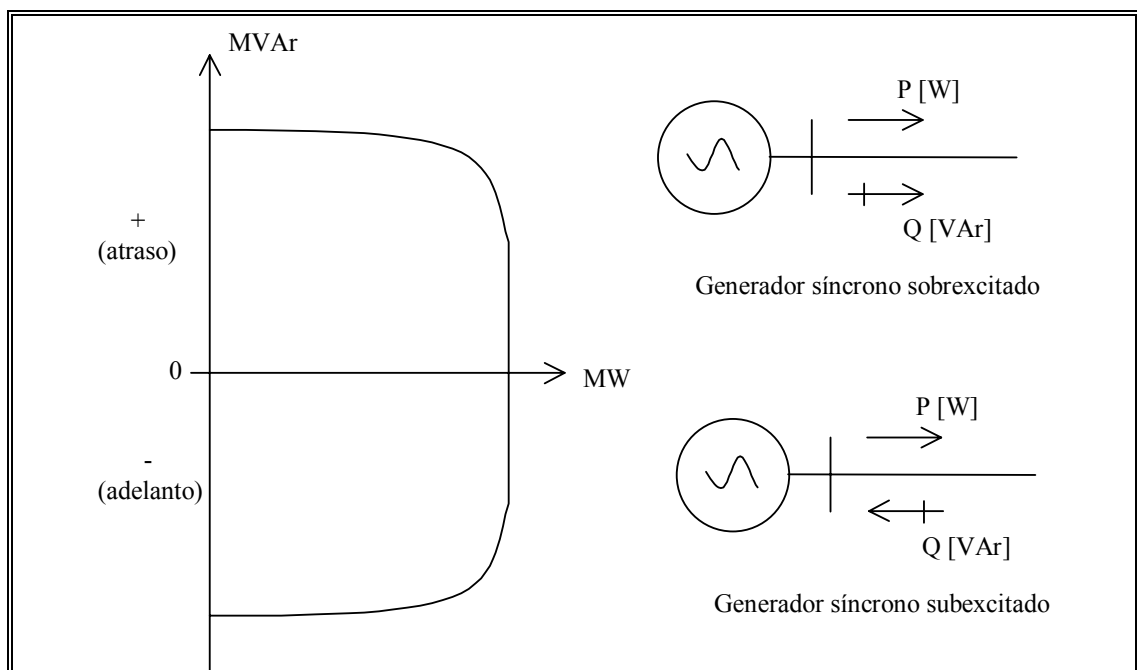 MVAr
+
(atraso)
0
MW
-
(adelanto)
P [W]
Q [VAr]
Generador síncrono sobrexcitado
P [W]
Q [VAr]
Generador síncrono subexcitado